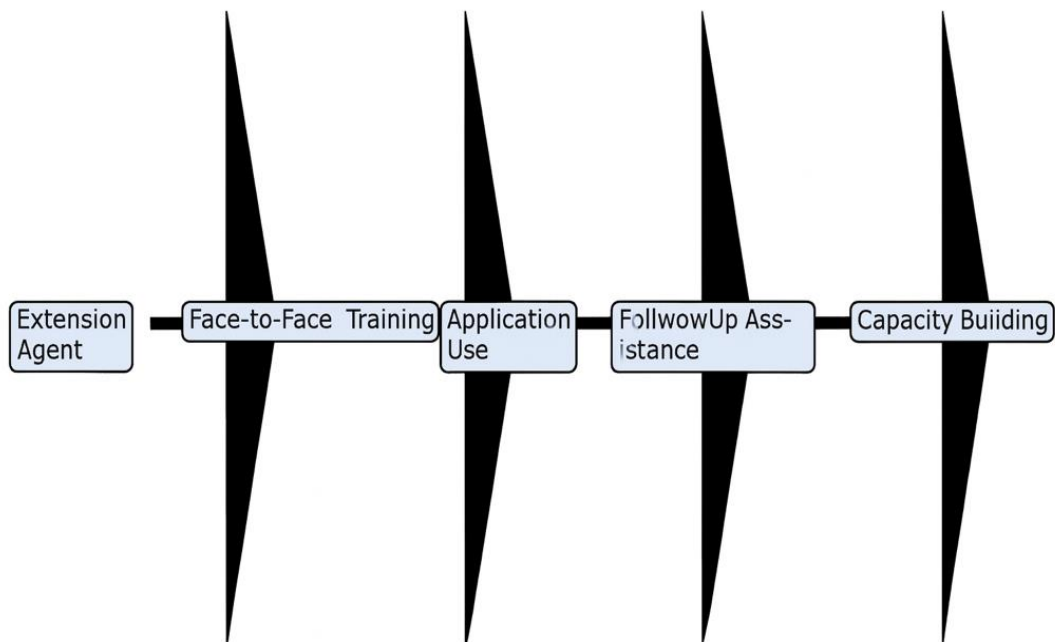 Extension
Agent
Face-to-Face Training
Application
Use
FollwowUp Ass-
istance
Capacity Buiiding